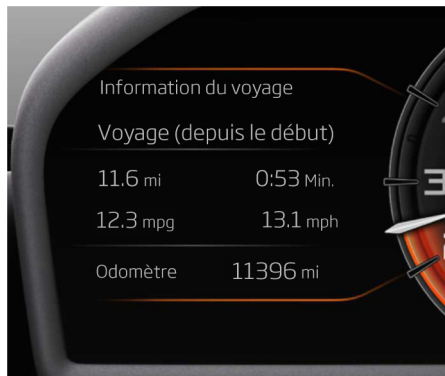 Information du voyage
Voyage (depuis le début)
11.6 mi 0:53 Min.
12.3 mpg 13.1 mph
Odomètre 11396 mi
3